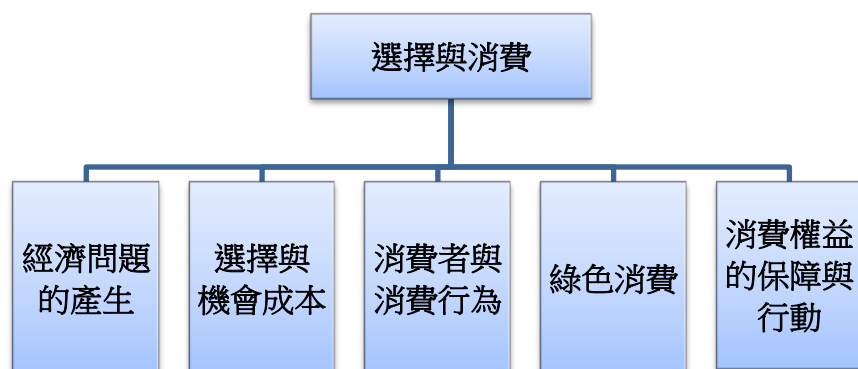 選擇與消費
經濟問題
的產生
選擇與
機會成本
消費者與
消費行為
綠色消費
消費權益
的保障與
行動